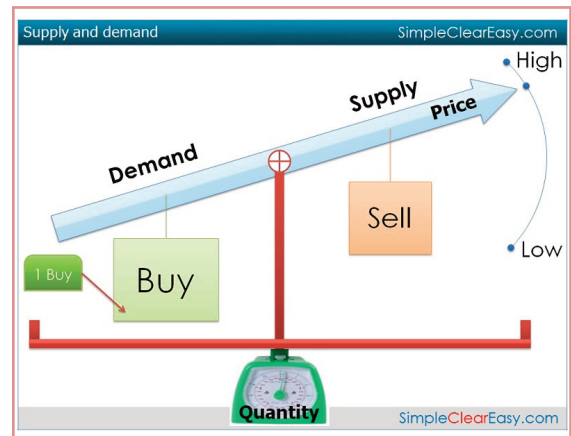 Supply and demand
SimpleClearEasy.com
High
Supply
Price
Demand
Sell
Low
1 Buy
Buy
Quantity
SimpleClearEasy.com